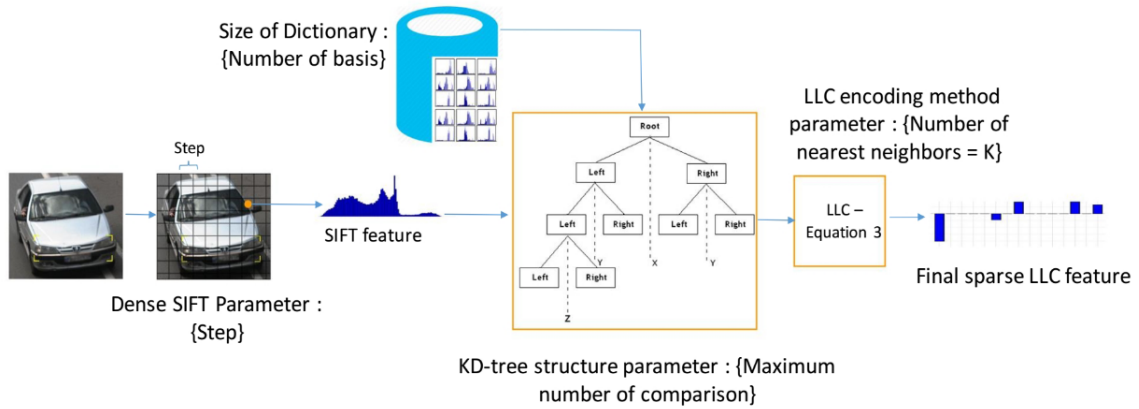 Size of Dictionary :
{Number of basis}
LLC encoding method
parameter : {Number of
nearest neighbors = K}
Step
Root
Left
Right
Left
Right
Left
Right
Left
Right
Y
X
Y
Z
SIFT feature
LLC –
Equation 3
Final sparse LLC feature
Dense SIFT Parameter :
{Step}
KD-tree structure parameter : {Maximum
number of comparison}